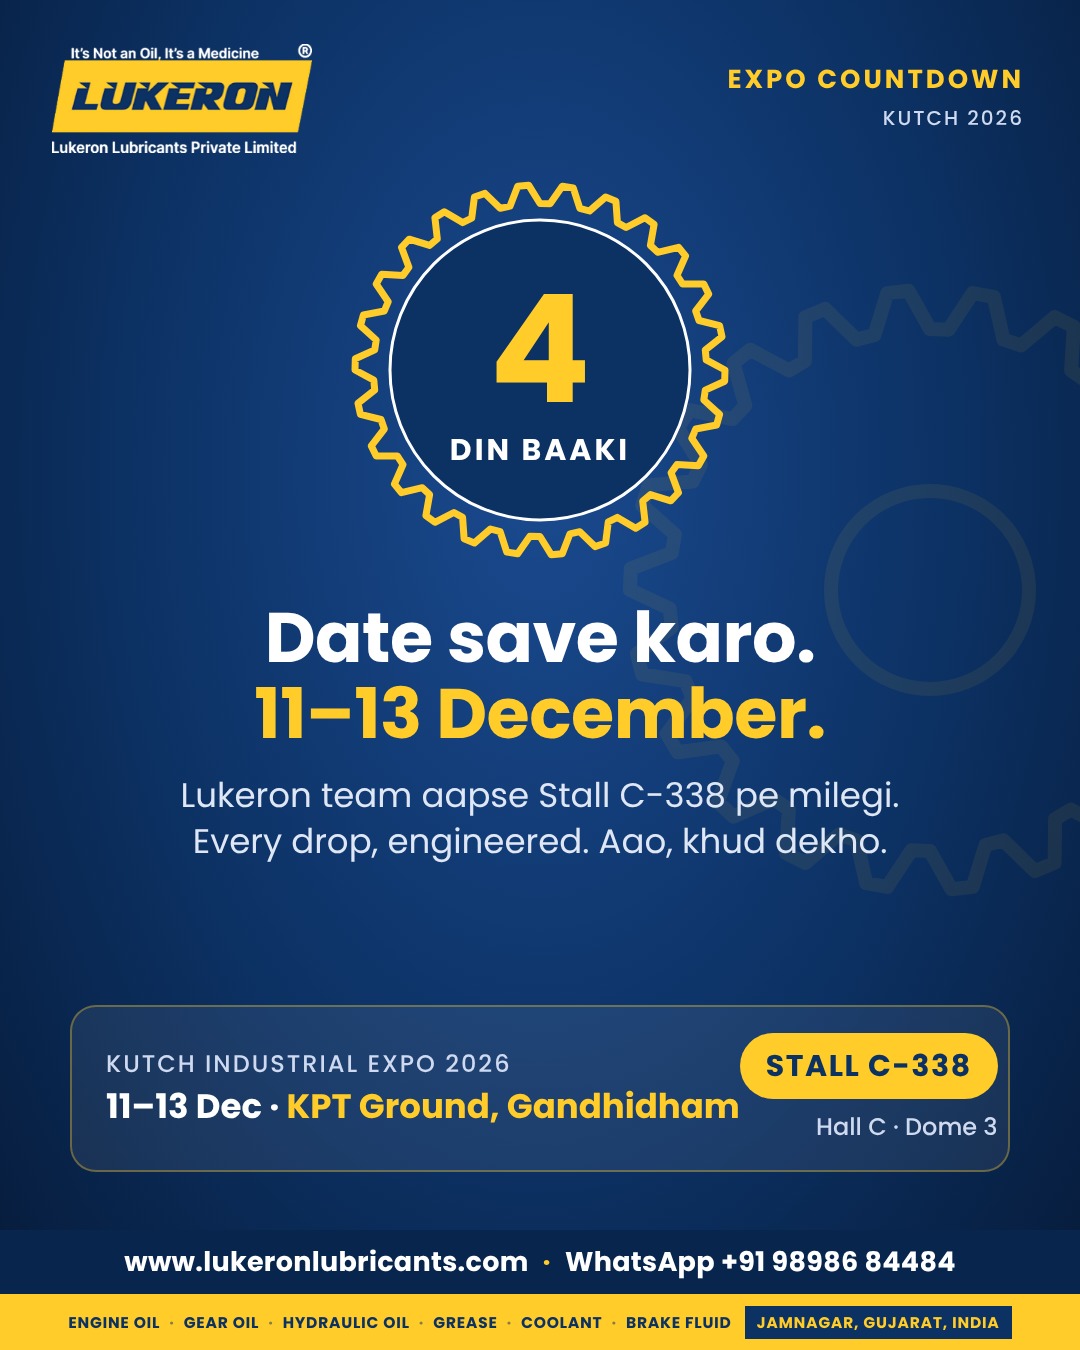 It's Not an Oil, It's a Medicine ®
LUKERON
Lukeron Lubricants Private Limited
EXPO COUNTDOWN
KUTCH 2026
4
DIN BAAKI
Date save karo.
11–13 December.
Lukeron team aapse Stall C-338 pe milegi.
Every drop, engineered. Aao, khud dekho.
KUTCH INDUSTRIAL EXPO 2026
11–13 Dec · KPT Ground, Gandhidham
STALL C-338
Hall C · Dome 3
www.lukeronlubricants.com · WhatsApp +91 98986 84484
ENGINE OIL · GEAR OIL · HYDRAULIC OIL · GREASE · COOLANT · BRAKE FLUID JAMNAGAR, GUJARAT, INDIA